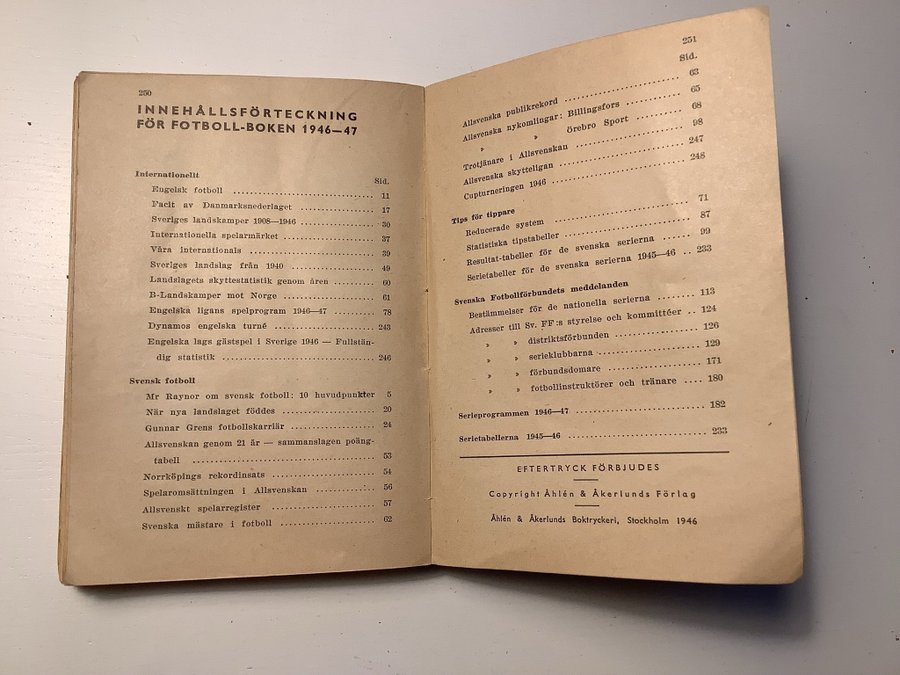 250
INNEHÅLLSFÖRTECKNING
FÖR FOTBOLL-BOKEN 1946—47
Internationellt
Sid.
Engelsk fotboll ........ 11
Facit av Danmarksnederlaget ........ 17
Sveriges landskamper 1908—1946 ........ 30
Internationella spelarmärket ........ 37
Våra internationals ........ 39
Sveriges landslag från 1940 ........ 49
Landslagets skyttestatistik genom åren ........ 60
B-Landskamper mot Norge ........ 61
Engelska ligans spelprogram 1946—47 ........ 78
Dynamos engelska turné ........ 243
Engelska lags gästspel i Sverige 1946 — Fullstän-
dig statistik ........ 246
Svensk fotboll
Mr Raynor om svensk fotboll: 10 huvudpunkter 5
När nya landslaget föddes ........ 20
Gunnar Grens fotbollskarriär ........ 24
Allsvenskan genom 21 år — sammanslagen poäng-
tabell ........ 53
Norrköpings rekordinsats ........ 54
Spelaromsättningen i Allsvenskan ........ 56
Allsvenskt spelarregister ........ 57
Svenska mästare i fotboll ........ 62
251
Sid.
Allsvenska publikrekord ........ 63
Allsvenska nykomlingar: Billingsfors ........ 65
» » Örebro Sport ........ 68
Trotjänare i Allsvenskan ........ 98
Allsvenska skytteligan ........ 247
Cupturneringen 1946 ........ 248
Tips för tippare
Reducerade system ........ 71
Statistiska tipstabeller ........ 87
Resultat-tabeller för de svenska serierna ...... 99
Serietabeller för de svenska serierna 1945—46 .. 233
Svenska Fotbollförbundets meddelanden
Bestämmelser för de nationella serierna ........ 113
Adresser till Sv. FF:s styrelse och kommittéer .. 124
» » distriktsförbunden ........ 126
» » serieklubbarna ........ 129
» » förbundsdomare ........ 171
» » fotbollinstruktörer och tränare .... 180
Serieprogrammen 1946—47 ........ 182
Serietabellerna 1945—46 ........ 233
EFTERTRYCK FÖRBJUDES
Copyright Åhlén & Åkerlunds Förlag
Åhlén & Åkerlunds Boktryckeri, Stockholm 1946